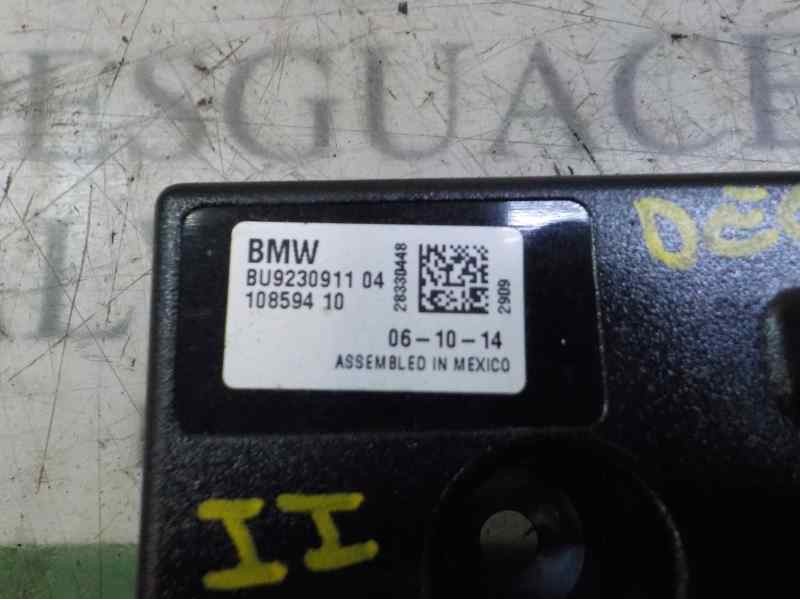 ESGUACE
L
BMW
BU9230911 04
108594 10
28330448
2909
06-10-14
ASSEMBLED IN MEXICO
II